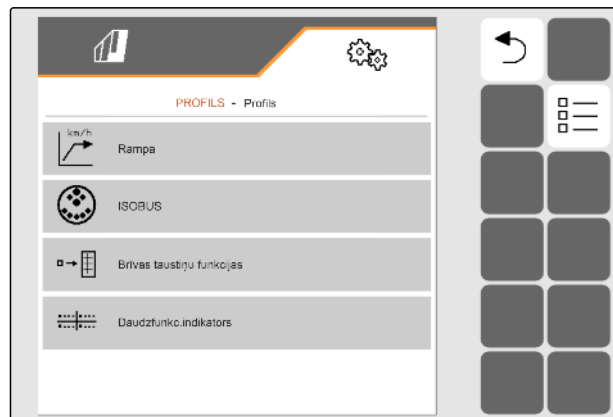 PROFILS - Profils
km/h
Rampa
ISOBUS
Brīvas taustiņu funkcijas
Daudzfunkc.indikators